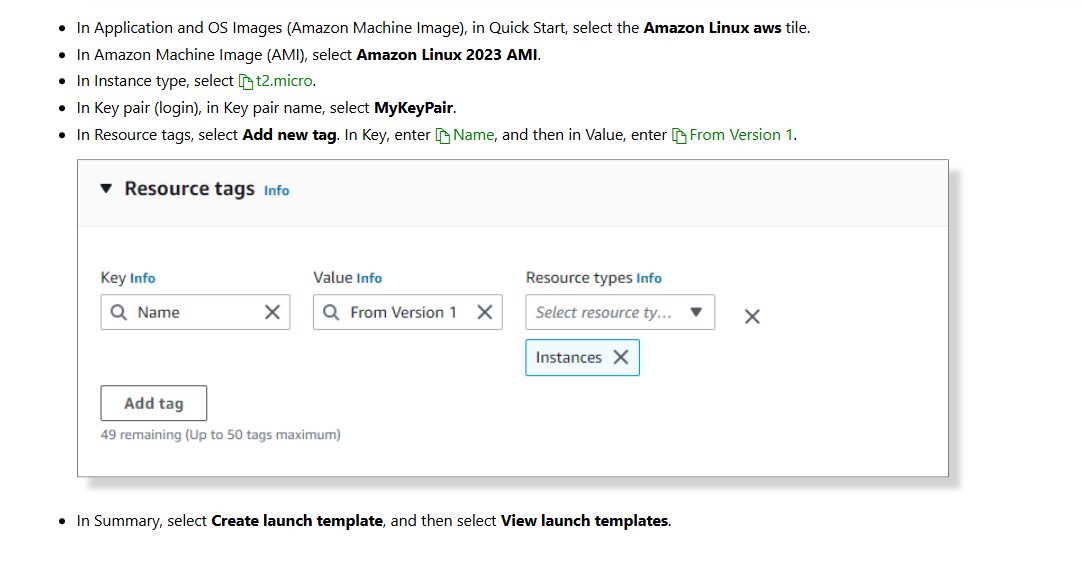 • In Application and OS Images (Amazon Machine Image), in Quick Start, select the Amazon Linux aws tile.
• In Amazon Machine Image (AMI), select Amazon Linux 2023 AMI.
• In Instance type, select t2.micro.
• In Key pair (login), in Key pair name, select MyKeyPair.
• In Resource tags, select Add new tag. In Key, enter Name, and then in Value, enter From Version 1.
Resource tags Info
Key Info Value Info Resource types Info
Name From Version 1 Select resource ty...
Instances
Add tag
49 remaining (Up to 50 tags maximum)
• In Summary, select Create launch template, and then select View launch templates.